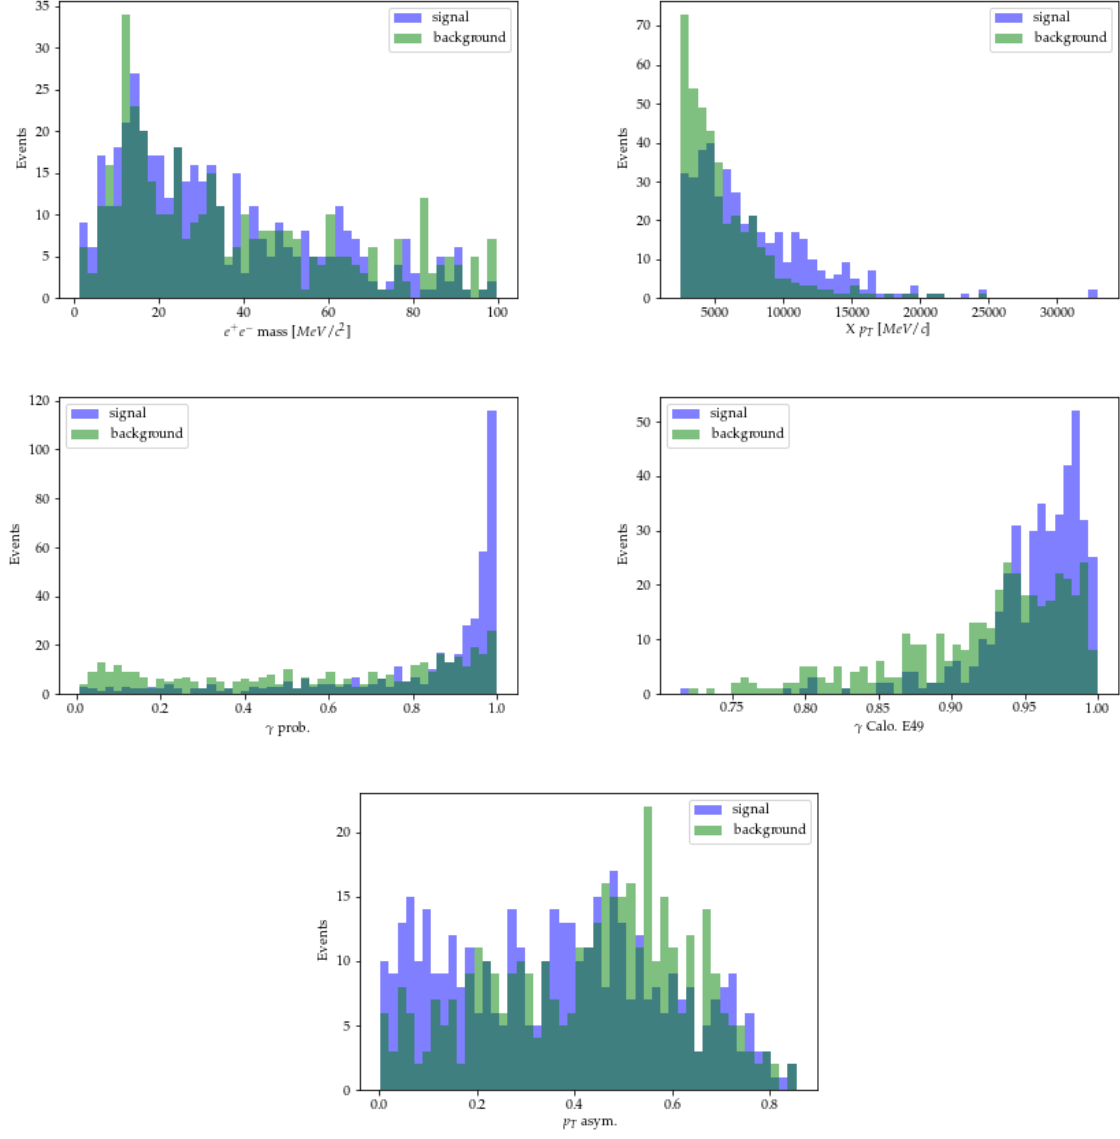 35
30
25
20
15
10
5
0
Events
signal
background
0 20 40 60 80 100
e⁺e⁻ mass [MeV/c²]
70
60
50
40
30
20
10
0
Events
signal
background
5000 10000 15000 20000 25000 30000
X p_T [MeV/c]
120
100
80
60
40
20
0
Events
signal
background
0.0 0.2 0.4 0.6 0.8 1.0
γ prob.
50
40
30
20
10
0
Events
signal
background
0.75 0.80 0.85 0.90 0.95 1.00
γ Calo. E49
20
15
10
5
0
Events
signal
background
0.0 0.2 0.4 0.6 0.8
p_T asym.